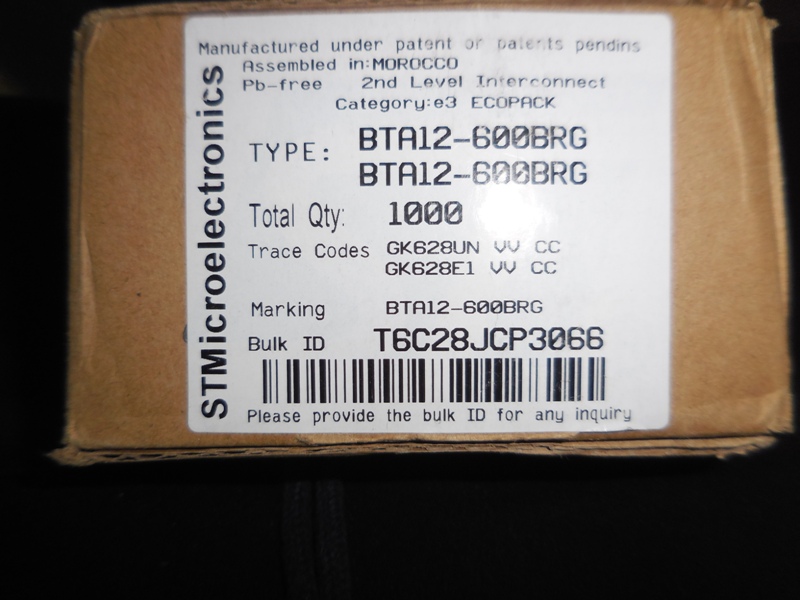 Manufactured under patent or patents pending
Assembled in:MOROCCO
Pb-free 2nd Level Interconnect
Category:e3 ECOPACK
TYPE: BTA12-600BRG
BTA12-600BRG
Total Qty: 1000
Trace Codes GK628UN VV CC
GK628E1 VV CC
Marking BTA12-600BRG
Bulk ID T6C28JCP3066
Please provide the bulk ID for any inquiry
STMicroelectronics